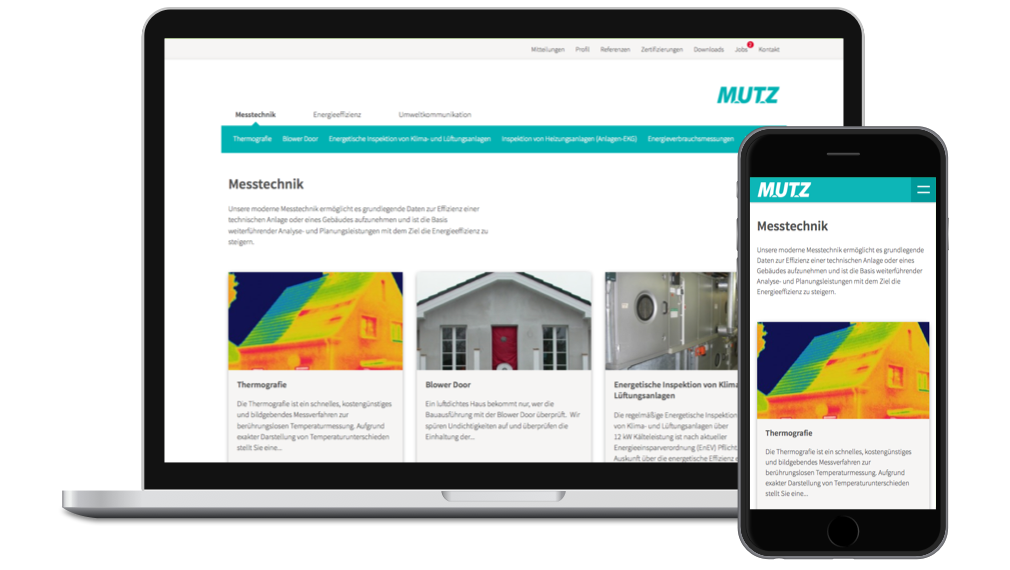 Mitteilungen Profil Referenzen Zertifizierungen Downloads Jobs 2 Kontakt
M.U.T.Z
Messtechnik Energieeffizienz Umweltkommunikation
Thermografie Blower Door Energetische Inspektion von Klima- und Lüftungsanlagen Inspektion von Heizungsanlagen (Anlagen-EKG) Energieverbrauchsmessungen
Messtechnik
Unsere moderne Messtechnik ermöglicht es grundlegende Daten zur Effizienz einer
technischen Anlage oder eines Gebäudes aufzunehmen und ist die Basis
weiterführender Analyse- und Planungsleistungen mit dem Ziel die Energieeffizienz zu
steigern.
Thermografie
Die Thermografie ist ein schnelles, kostengünstiges
und bildgebendes Messverfahren zur
berührungslosen Temperaturmessung. Aufgrund
exakter Darstellung von Temperaturunterschieden
stellt Sie eine...
Blower Door
Ein luftdichtes Haus bekommt nur, wer die
Bauausführung mit der Blower Door überprüft. Wir
spüren Undichtigkeiten auf und überprüfen die
Einhaltung der...
Energetische Inspektion von Klima-
Lüftungsanlagen
Die regelmäßige Energetische Inspektion
von Klima- und Lüftungsanlagen über
12 kW Kälteleistung ist nach aktueller
Energieeinsparverordnung (EnEV) Pflicht
Auskunft über die energetische Effizienz
M.U.T.Z
Messtechnik
Unsere moderne Messtechnik ermöglicht es grundlegende
Daten zur Effizienz einer technischen Anlage oder eines
Gebäudes aufzunehmen und ist die Basis weiterführender
Analyse- und Planungsleistungen mit dem Ziel die
Energieeffizienz zu steigern.
Thermografie
Die Thermografie ist ein schnelles, kostengünstiges
und bildgebendes Messverfahren zur
berührungslosen Temperaturmessung. Aufgrund
exakter Darstellung von Temperaturunterschieden
stellt Sie eine...